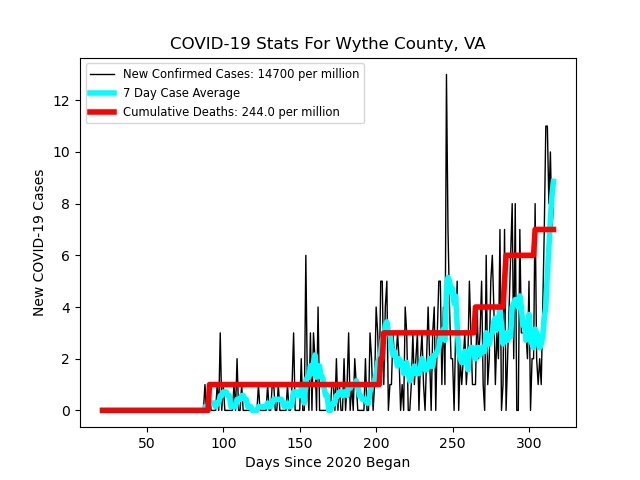 COVID-19 Stats For Wythe County, VA
New Confirmed Cases: 14700 per million
7 Day Case Average
Cumulative Deaths: 244.0 per million
New COVID-19 Cases
12
10
8
6
4
2
0
50 100 150 200 250 300
Days Since 2020 Began